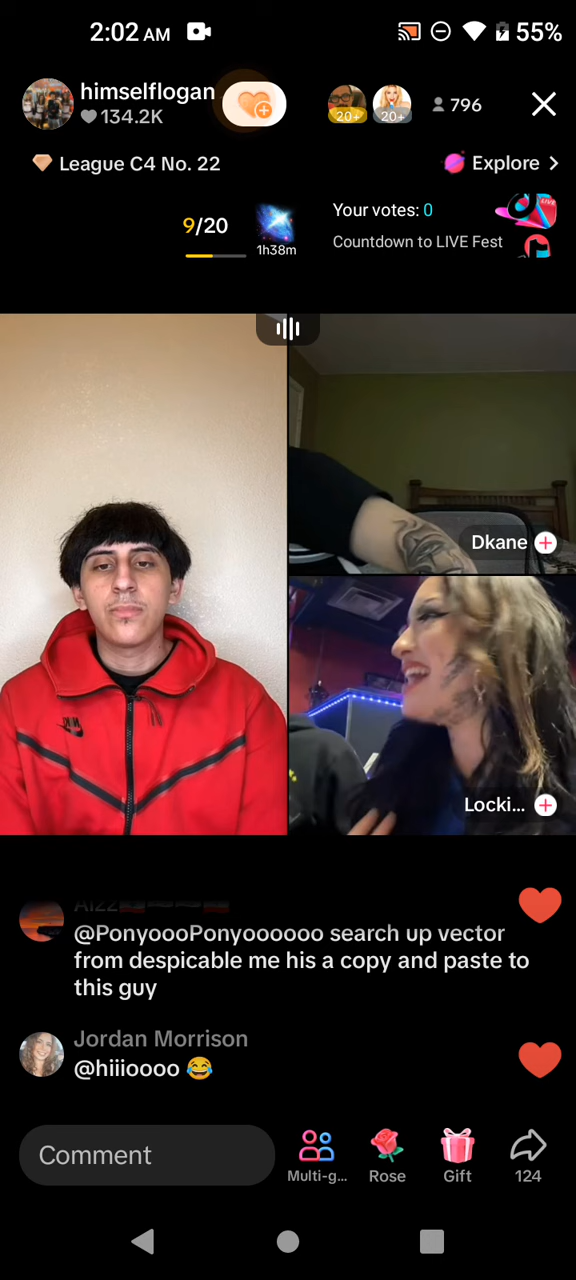 2:02 AM 55%
himselflogan
134.2K
20+ 20+ 796
League C4 No. 22 Explore >
9/20 Your votes: 0
1h38m Countdown to LIVE Fest
LIVE
Dkane
Locki...
@PonyoooPonyoooooo search up vector
from despicable me his a copy and paste to
this guy
Jordan Morrison
@hiiioooo 😂
Comment
Multi-g... Rose Gift 124